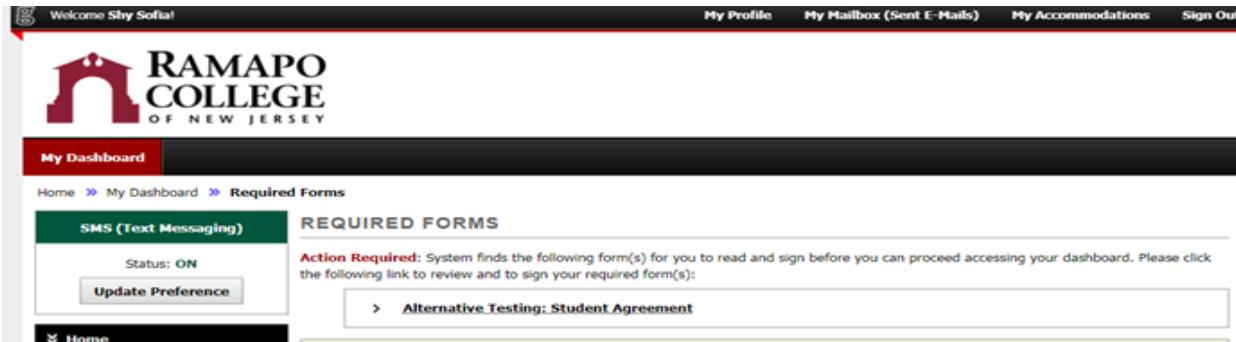 Welcome Shy Sofia!
My Profile My Mailbox (Sent E-Mails) My Accommodations Sign Out
RAMAPO
COLLEGE
OF NEW JERSEY
My Dashboard
Home » My Dashboard » Required Forms
SMS (Text Messaging)
Status: ON
Update Preference
Home
REQUIRED FORMS
Action Required: System finds the following form(s) for you to read and sign before you can proceed accessing your dashboard. Please click
the following link to review and to sign your required form(s):
> Alternative Testing: Student Agreement